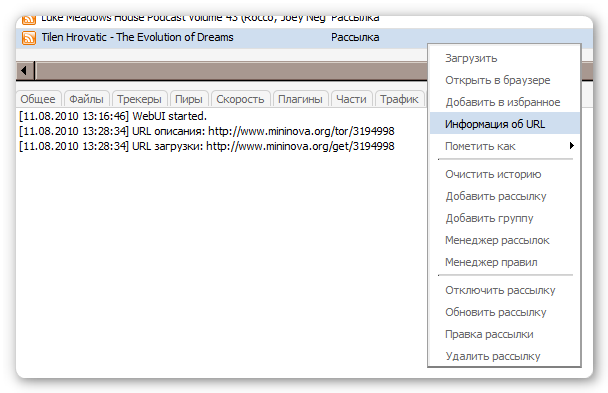 Luke Meadows House Podcast Volume 43 (Rocco, Joey Neg Рассылка
Tilen Hrovatic - The Evolution of Dreams Рассылка
Общее Файлы Трекеры Пиры Скорость Плагины Части Трафик
[11.08.2010 13:16:46] WebUI started.
[11.08.2010 13:28:34] URL описания: http://www.mininova.org/tor/3194998
[11.08.2010 13:28:34] URL загрузки: http://www.mininova.org/get/3194998
Загрузить
Открыть в браузере
Добавить в избранное
Информация об URL
Пометить как
Очистить историю
Добавить рассылку
Добавить группу
Менеджер рассылок
Менеджер правил
Отключить рассылку
Обновить рассылку
Правка рассылки
Удалить рассылку